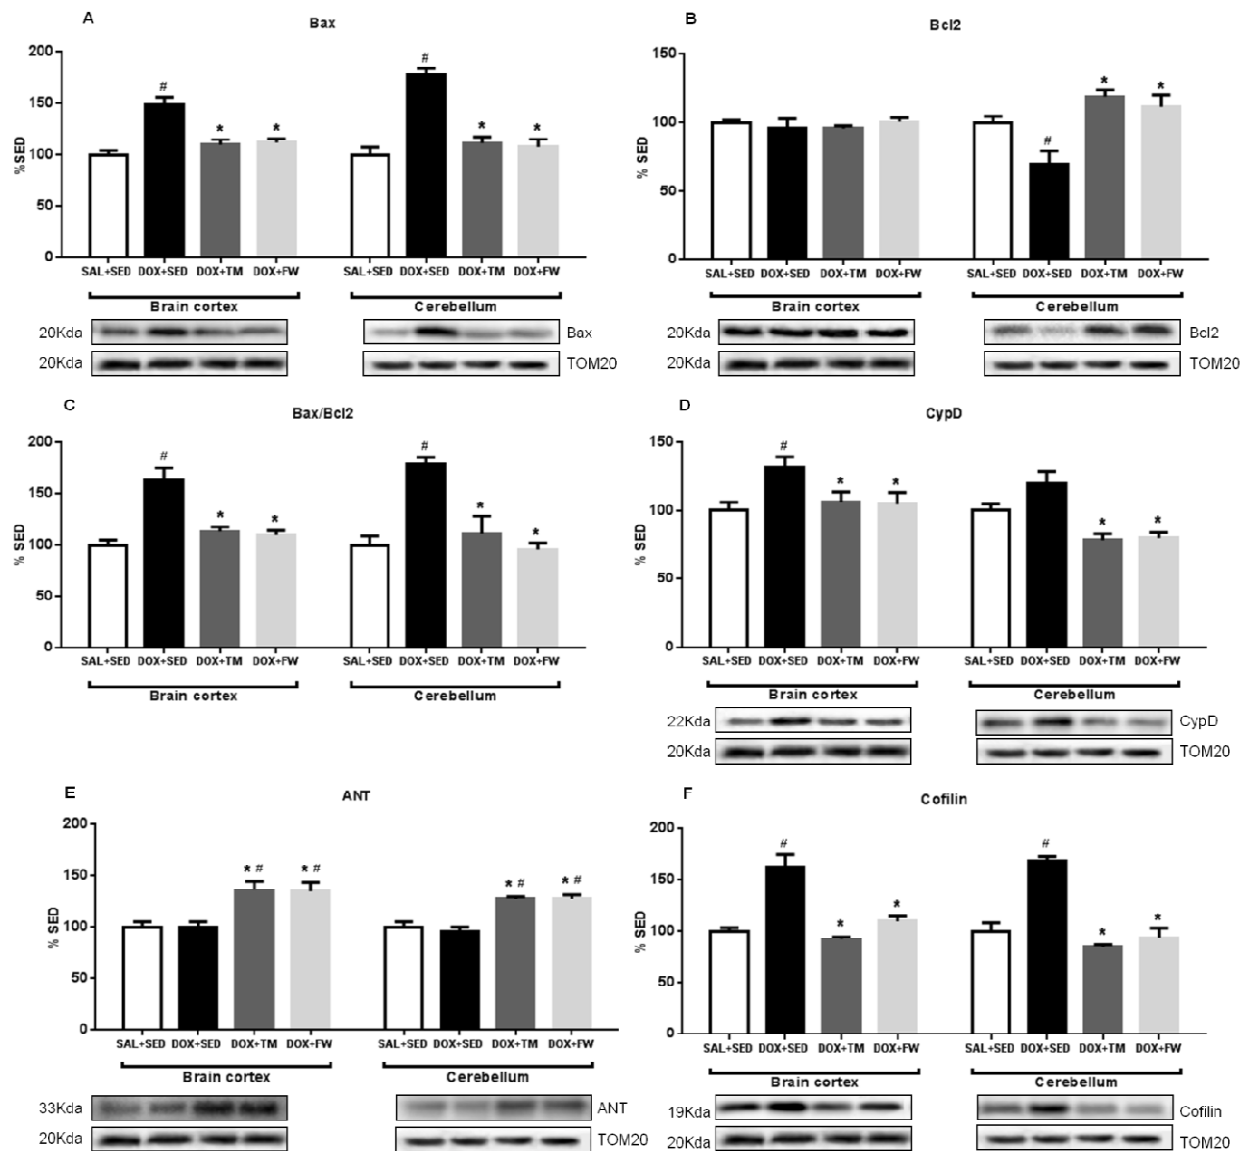 A
Bax
200
150
100
50
0
% SED
# * * # * *
SAL+SED DOX+SED DOX+TM DOX+FW SAL+SED DOX+SED DOX+TM DOX+FW
Brain cortex Cerebellum
20Kda Bax
20Kda TOM20
B
Bcl2
150
100
50
0
% SED
# * *
SAL+SED DOX+SED DOX+TM DOX+FW SAL+SED DOX+SED DOX+TM DOX+FW
Brain cortex Cerebellum
20Kda Bcl2
20Kda TOM20
C
Bax/Bcl2
200
150
100
50
0
% SED
# * * # * *
SAL+SED DOX+SED DOX+TM DOX+FW SAL+SED DOX+SED DOX+TM DOX+FW
Brain cortex Cerebellum
D
CypD
150
100
50
0
% SED
# * * * *
SAL+SED DOX+SED DOX+TM DOX+FW SAL+SED DOX+SED DOX+TM DOX+FW
Brain cortex Cerebellum
22Kda CypD
20Kda TOM20
E
ANT
200
150
100
50
0
% SED
* # * # * # * #
SAL+SED DOX+SED DOX+TM DOX+FW SAL+SED DOX+SED DOX+TM DOX+FW
Brain cortex Cerebellum
33Kda ANT
20Kda TOM20
F
Cofilin
200
150
100
50
0
% SED
# * * # * *
SAL+SED DOX+SED DOX+TM DOX+FW SAL+SED DOX+SED DOX+TM DOX+FW
Brain cortex Cerebellum
19Kda Cofilin
20Kda TOM20